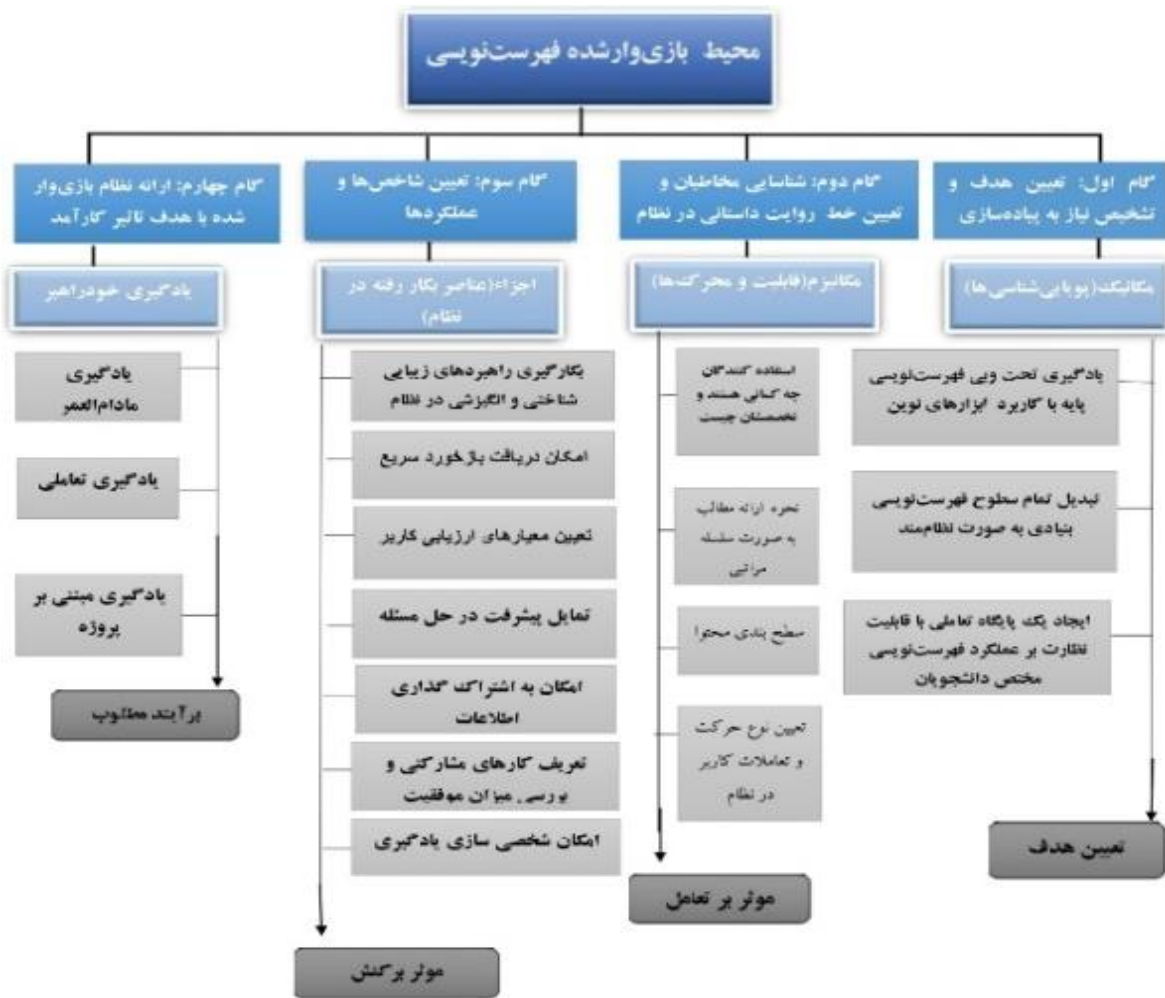 محیط بازی‌وارشده فهرست‌نویسی
گام اول: تعیین هدف و
تشخیص نیاز به پیاده‌سازی
مکانیک(پویایی‌شناسی‌ها)
یادگیری تحت وبی فهرست‌نویسی
پایه با کاربرد ابزارهای نوین
تبدیل تمام سطوح فهرست‌نویسی
بنیادی به صورت نظام‌مند
ایجاد یک پایگاه تعاملی با قابلیت
نظارت بر عملکرد فهرست‌نویسی
مختص دانشجویان
تعیین هدف
گام دوم: شناسایی مخاطبان و
تعیین خط روایت داستانی در نظام
مکانیزم(قابلیت و محرک‌ها)
استفاده کنندگان
چه کسانی هستند و
تخصصشان چیست
نحوه ارائه مطالب
به صورت سلسله
مراتبی
سطح بندی محتوا
تعیین نوع حرکت
و تعاملات کاربر
در نظام
موثر بر تعامل
گام سوم: تعیین شاخص‌ها و
عملکردها
اجزاء(عناصر بکار رفته در
نظام)
بکارگیری راهبردهای زیبایی
شناختی و انگیزشی در نظام
امکان دریافت بازخورد سریع
تعیین معیارهای ارزیابی کاربر
تمایل پیشرفت در حل مسئله
امکان به اشتراک گذاری
اطلاعات
تعریف کارهای مشارکتی و
بررسی میزان موفقیت
امکان شخصی سازی یادگیری
موثر برکنش
گام چهارم: ارائه نظام بازی‌وار
شده با هدف تاثیر کارآمد
یادگیری خودراهبر
یادگیری
مادام‌العمر
یادگیری تعاملی
یادگیری مبتنی بر
پروژه
برآیند مطلوب